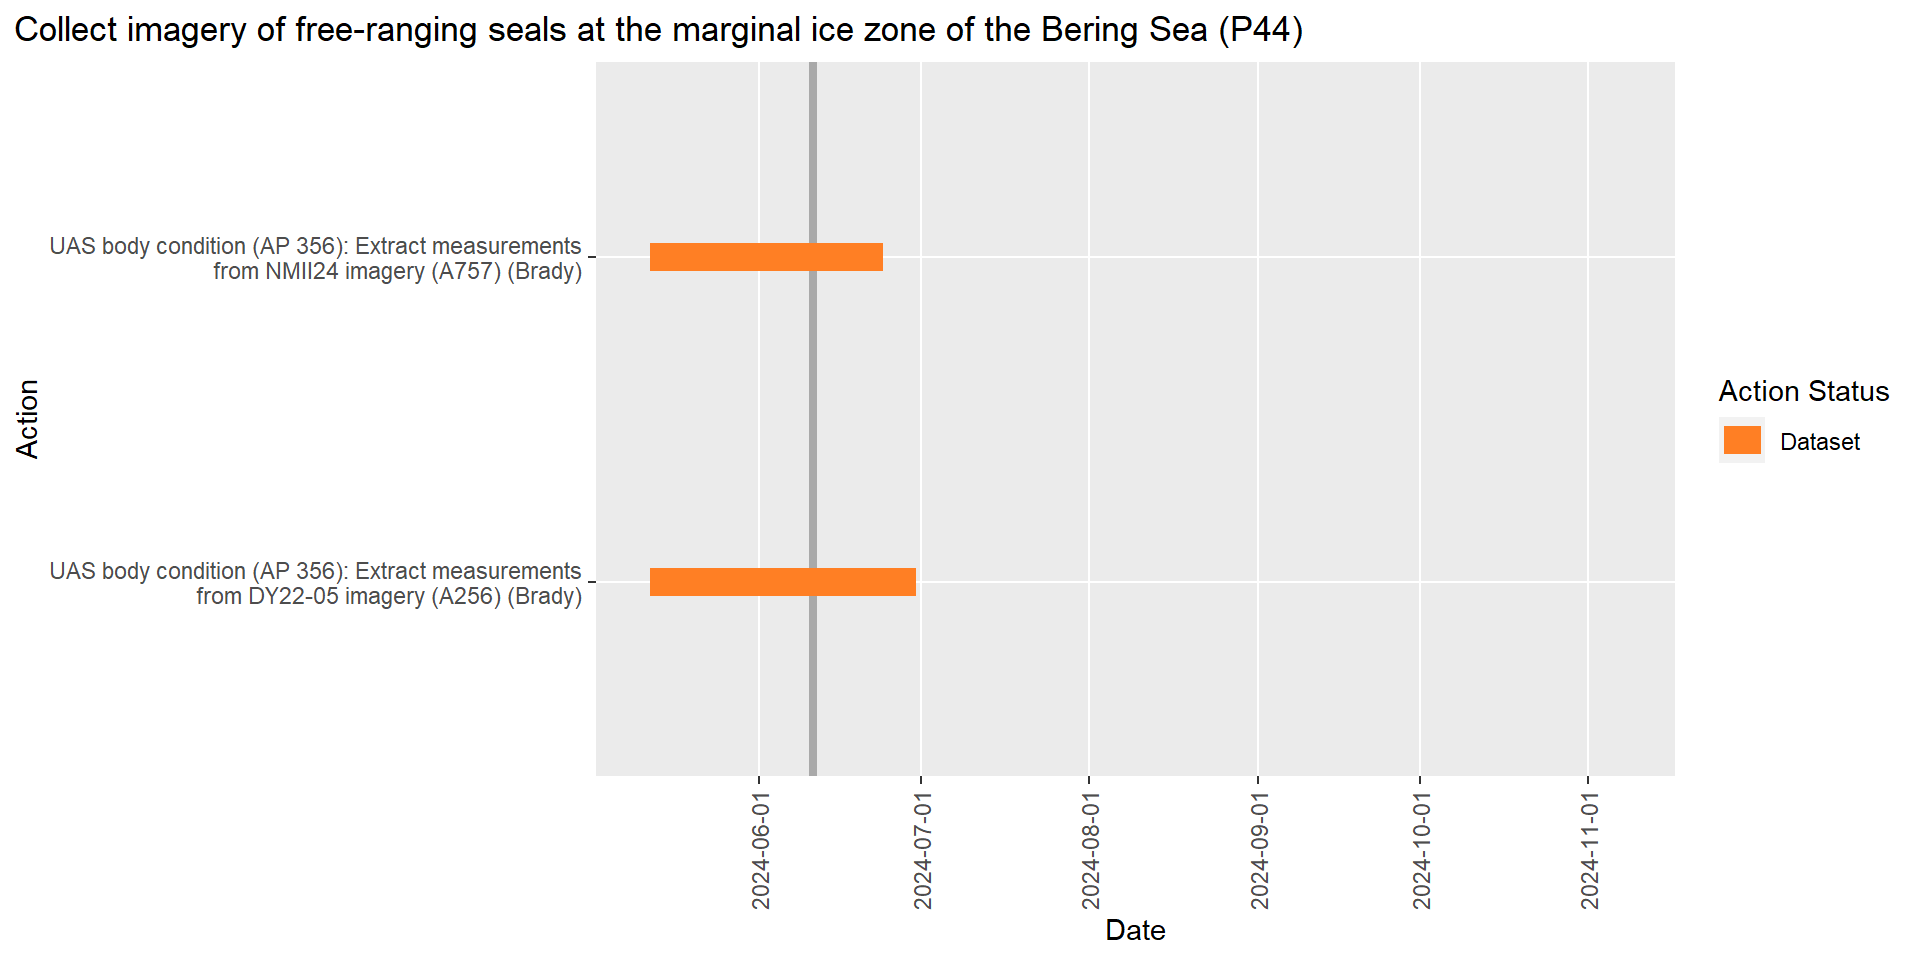 Collect imagery of free-ranging seals at the marginal ice zone of the Bering Sea (P44)
UAS body condition (AP 356): Extract measurements
from NMII24 imagery (A757) (Brady)
UAS body condition (AP 356): Extract measurements
from DY22-05 imagery (A256) (Brady)
Action
2024-06-01
2024-07-01
2024-08-01
2024-09-01
2024-10-01
2024-11-01
Date
Action Status
Dataset